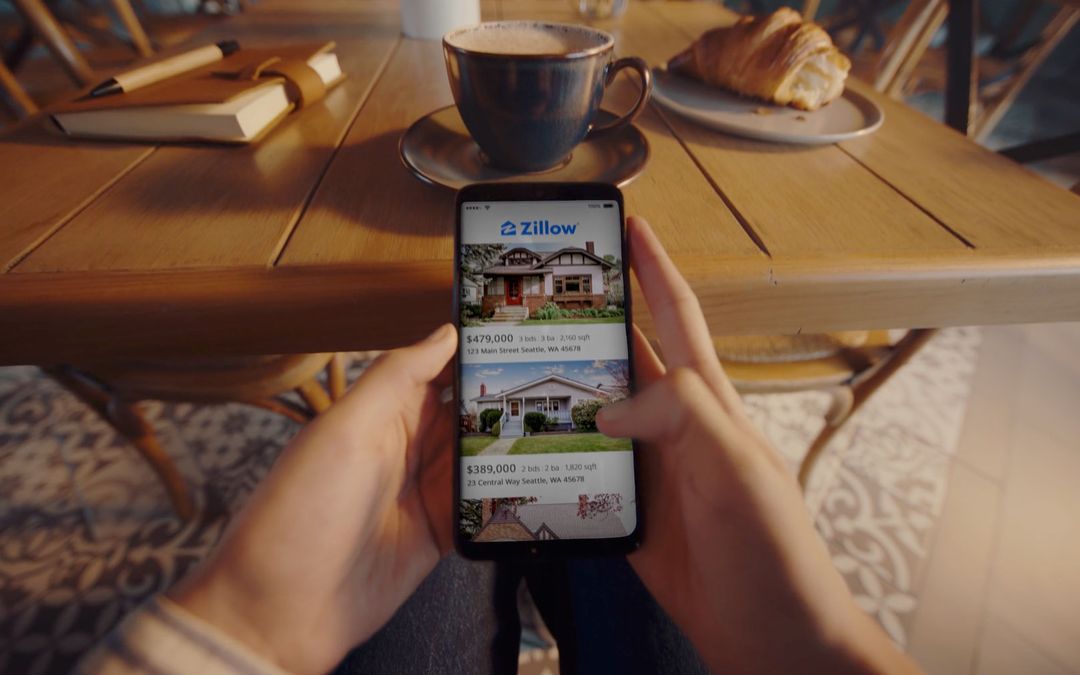 100%
Zillow
$479,000 3 bds : 3 ba : 2,160 sqft
123 Main Street Seattle, WA 45678
$389,000 2 bds : 2 ba : 1,820 sqft
23 Central Way Seattle, WA 45678